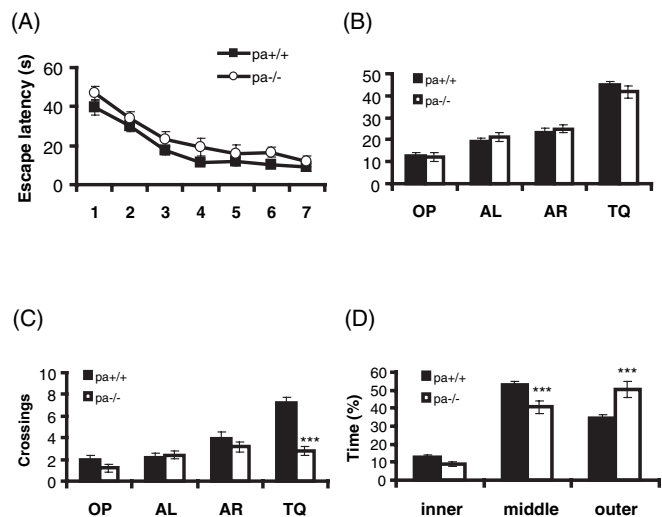 (A)
pa+/+
pa-/-
Escape latency (s)
60
40
20
0
1 2 3 4 5 6 7
(B)
pa+/+
pa-/-
50
40
30
20
10
0
OP AL AR TQ
(C)
pa+/+
pa-/-
Crossings
10
8
6
4
2
0
***
OP AL AR TQ
(D)
pa+/+
pa-/-
Time (%)
60
50
40
30
20
10
0
***
***
inner middle outer